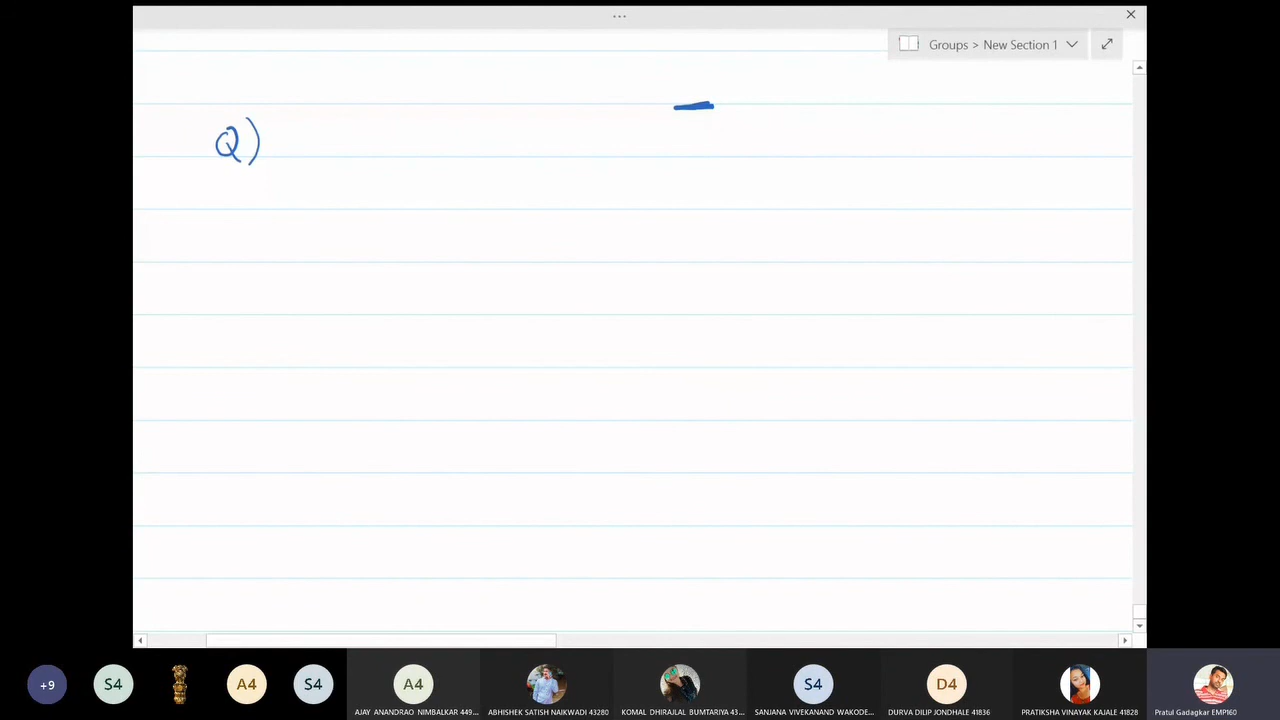 Groups > New Section 1
Q)
+9
S4
A4
S4
A4
S4
D4
AJAY ANANDRAO NIMBALKAR 449...
ABHISHEK SATISH NAIKWADI 43280
KOMAL DHIRAJLAL BUMTARIYA 43...
SANJANA VIVEKANAND WAKODE...
DURVA DILIP JONDHALE 41836
PRATIKSHA VINAYAK KAJALE 41828
Pratul Gadagkar EMP160